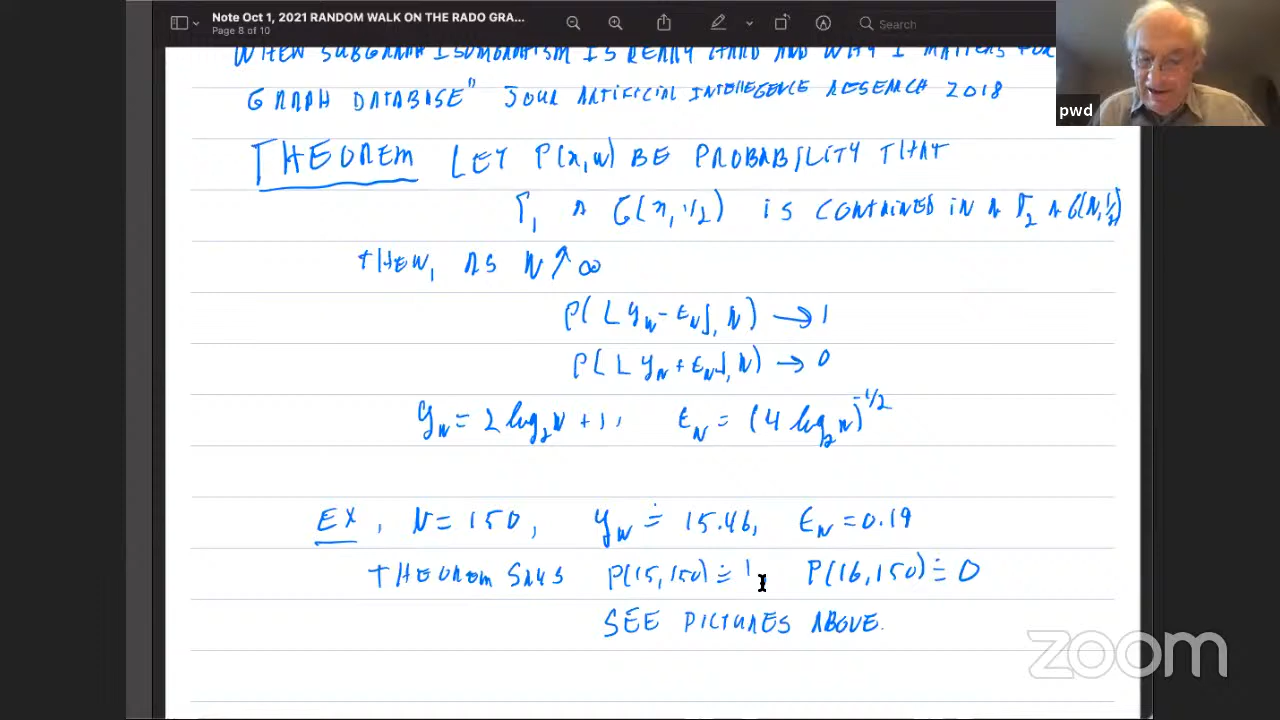 Note Oct 1, 2021 RANDOM WALK ON THE RADO GRA...
Page 8 of 10
Search
pwd
WHEN SUBGRAPH ISOMORPHISM IS REALLY HARD AND WHY I MATTERS FOR
GRAPH DATABASE" JOUR ARTIFICIAL INTELLEGENCE RESEARCH 2018
THEOREM LET P(n,N) BE PROBABILITY THAT
Γ₁ ~ G(n,1/2) IS CONTAINED IN A Γ₂ ~ G(N,1/2)
THEN, AS N ↑ ∞
P(⌊y_N - ε_N⌋, N) → 1
P(⌊y_N + ε_N⌋, N) → 0
y_N = 2 log₂N + 1, ε_N = (4 log₂N)^{-1/2}
EX, N = 150, y_N ≐ 15.46, ε_N = 0.19
THEOREM SAYS P(15,150) ≐ 1, P(16,150) ≐ 0
SEE PICTURES ABOVE.
zoom